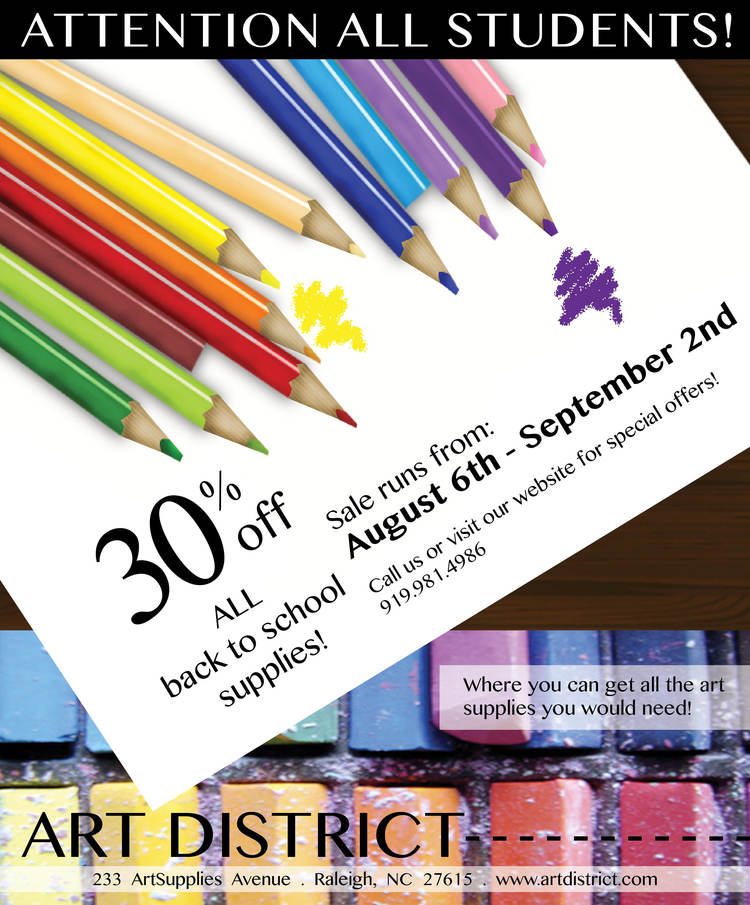 ATTENTION ALL STUDENTS!
30% off
ALL
back to school
supplies!
Sale runs from:
August 6th - September 2nd
Call us or visit our website for special offers!
919.981.4986
Where you can get all the art
supplies you would need!
ART DISTRICT
233 ArtSupplies Avenue . Raleigh, NC 27615 . www.artdistrict.com